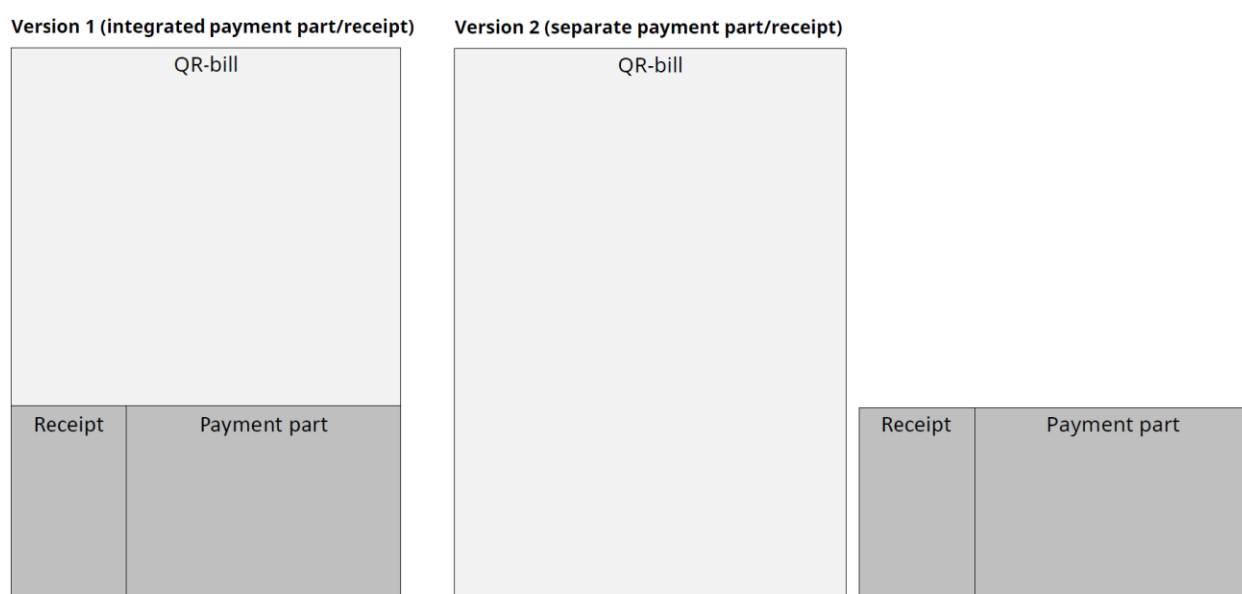 Version 1 (integrated payment part/receipt)
Version 2 (separate payment part/receipt)
QR-bill
QR-bill
Receipt
Payment part
Receipt
Payment part